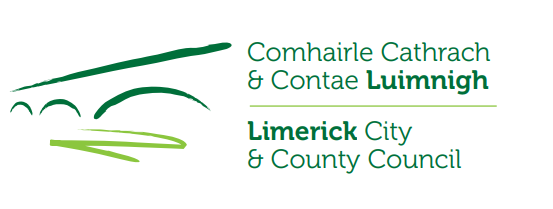 Comhairle Cathrach
& Contae Luimnigh
Limerick City
& County Council